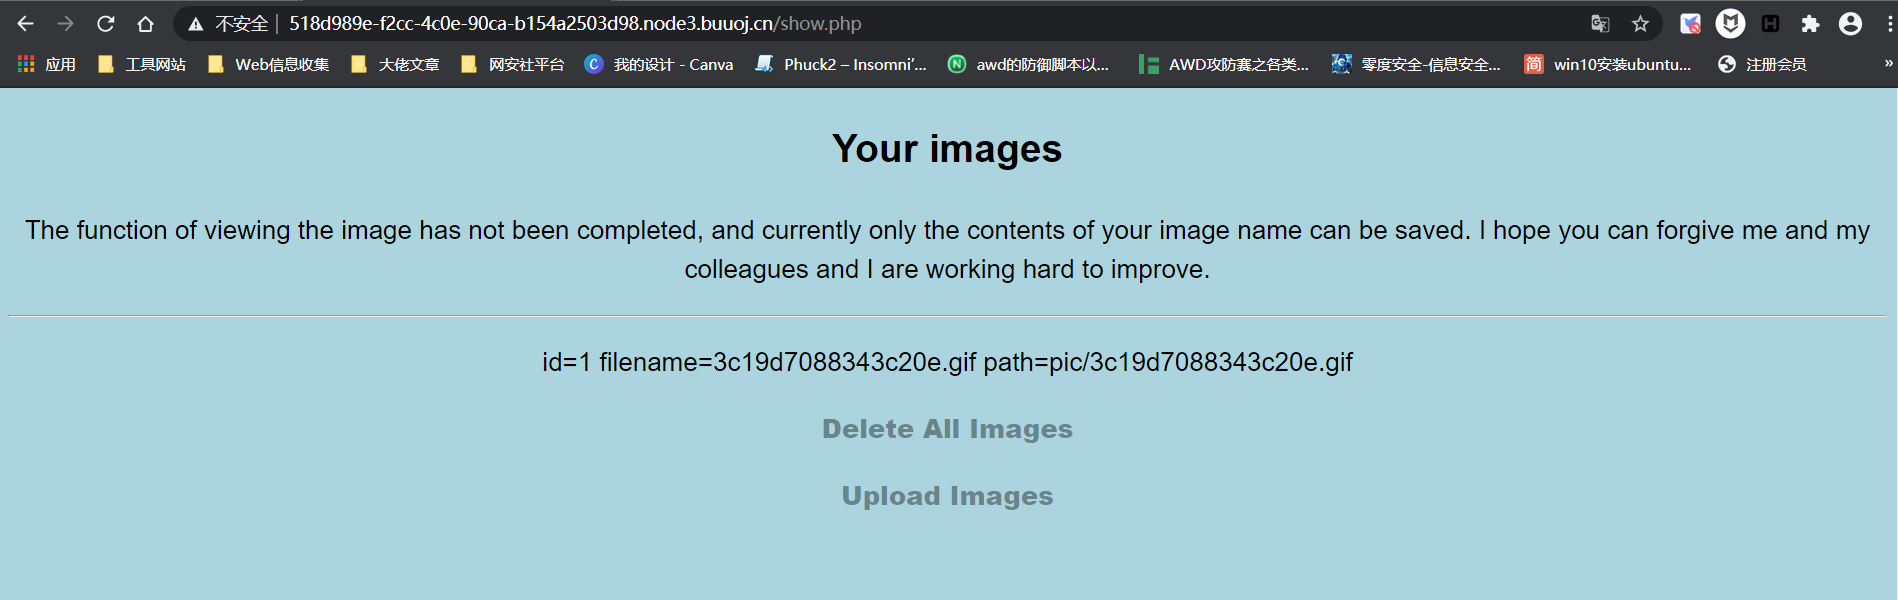 不安全 | 518d989e-f2cc-4c0e-90ca-b154a2503d98.node3.buuoj.cn/show.php
应用 工具网站 Web信息收集 大佬文章 网安社平台 C 我的设计 - Canva Phuck2 – Insomni'... N awd的防御脚本以... AWD攻防赛之各类... 零度安全-信息安全... 简 win10安装ubuntu... 注册会员 »
Your images
The function of viewing the image has not been completed, and currently only the contents of your image name can be saved. I hope you can forgive me and my
colleagues and I are working hard to improve.
id=1 filename=3c19d7088343c20e.gif path=pic/3c19d7088343c20e.gif
Delete All Images
Upload Images